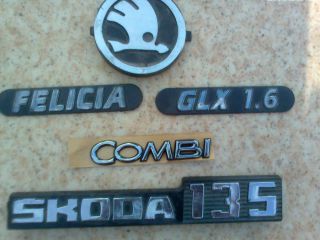 FELICIA
GLX 1.6
COMBI
SKODA 135